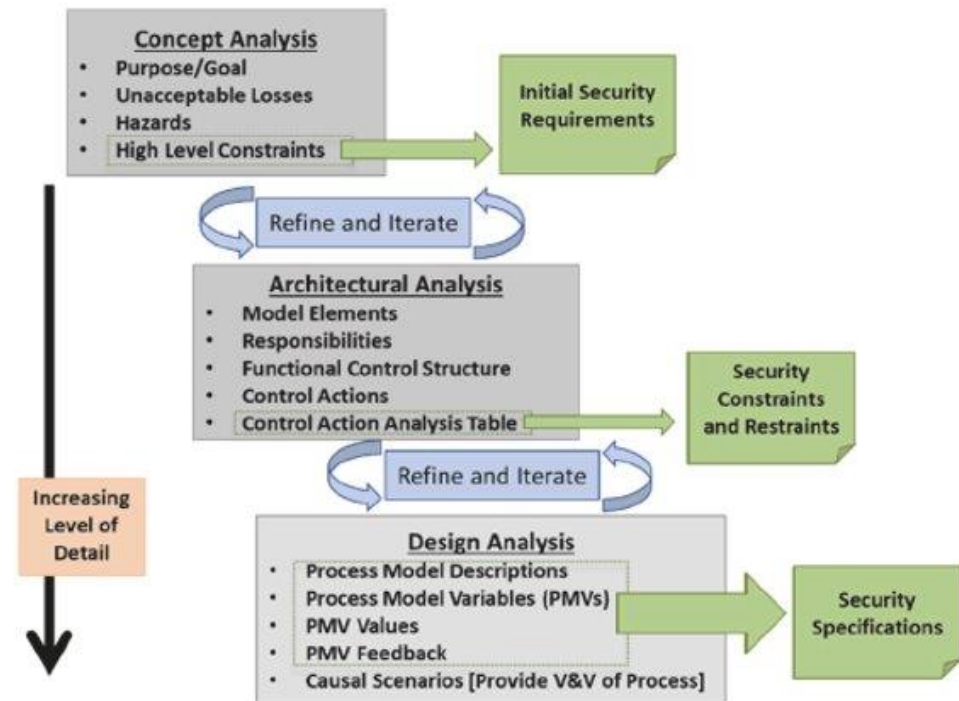 Concept Analysis
• Purpose/Goal
• Unacceptable Losses
• Hazards
• High Level Constraints
Initial Security
Requirements
Refine and Iterate
Architectural Analysis
• Model Elements
• Responsibilities
• Functional Control Structure
• Control Actions
• Control Action Analysis Table
Security
Constraints
and Restraints
Refine and Iterate
Increasing
Level of
Detail
Design Analysis
• Process Model Descriptions
• Process Model Variables (PMVs)
• PMV Values
• PMV Feedback
• Causal Scenarios [Provide V&V of Process]
Security
Specifications